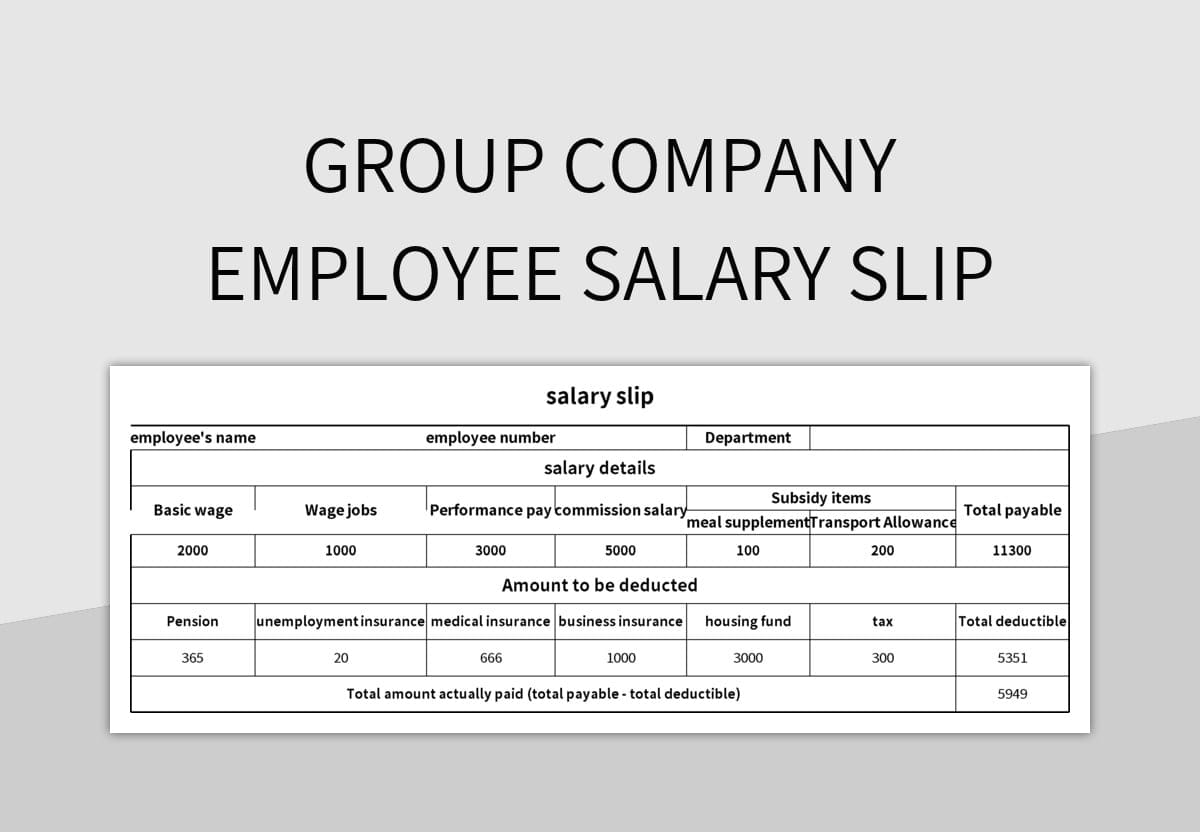 GROUP COMPANY
EMPLOYEE SALARY SLIP
salary slip
employee's name employee number Department
salary details
Basic wage Wage jobs Performance pay commission salary Subsidy items Total payable
meal supplement Transport Allowance
2000 1000 3000 5000 100 200 11300
Amount to be deducted
Pension unemployment insurance medical insurance business insurance housing fund tax Total deductible
365 20 666 1000 3000 300 5351
Total amount actually paid (total payable - total deductible) 5949